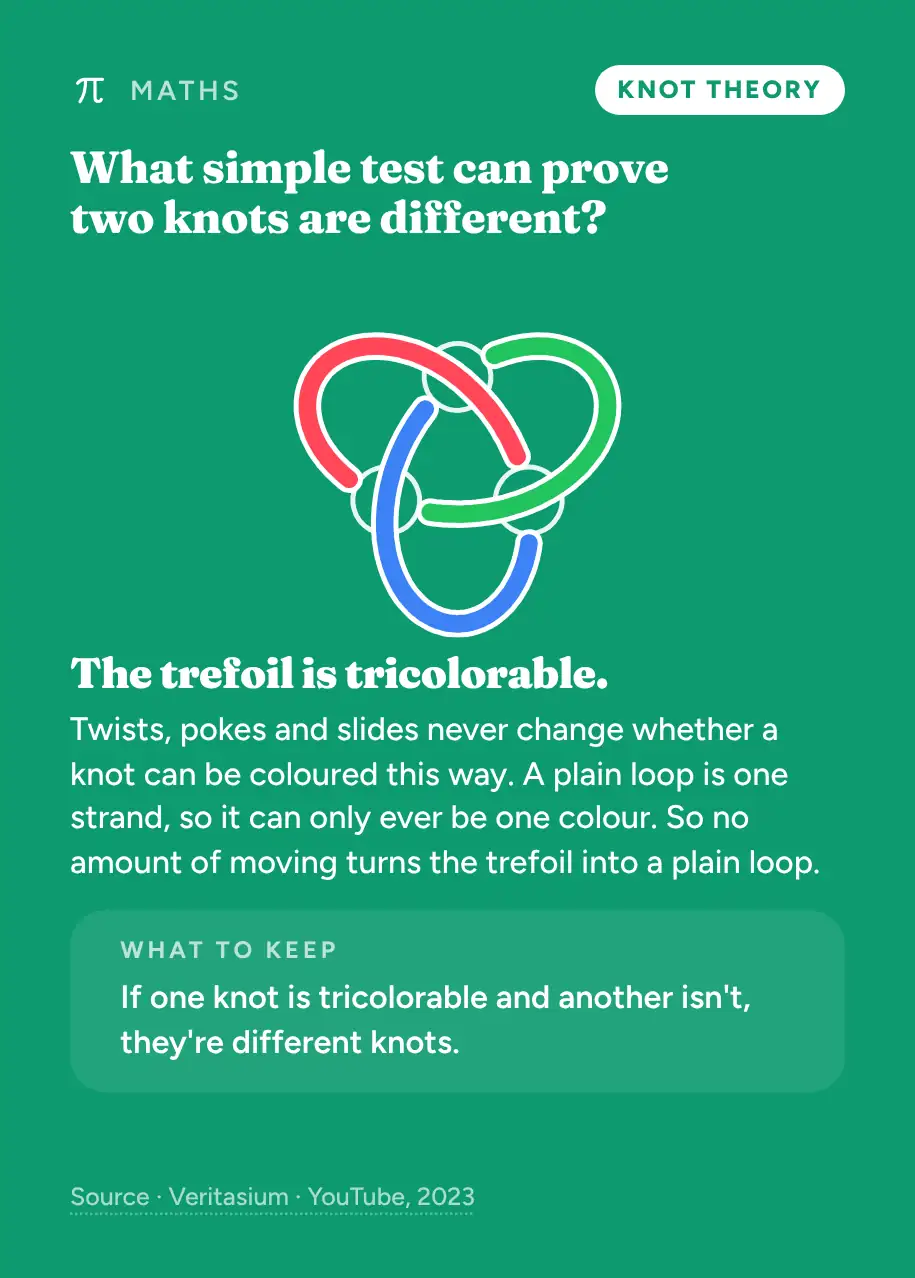 π MATHS
KNOT THEORY
What simple test can prove
two knots are different?
The trefoil is tricolorable.
Twists, pokes and slides never change whether a
knot can be coloured this way. A plain loop is one
strand, so it can only ever be one colour. So no
amount of moving turns the trefoil into a plain loop.
WHAT TO KEEP
If one knot is tricolorable and another isn't,
they're different knots.
Source · Veritasium · YouTube, 2023